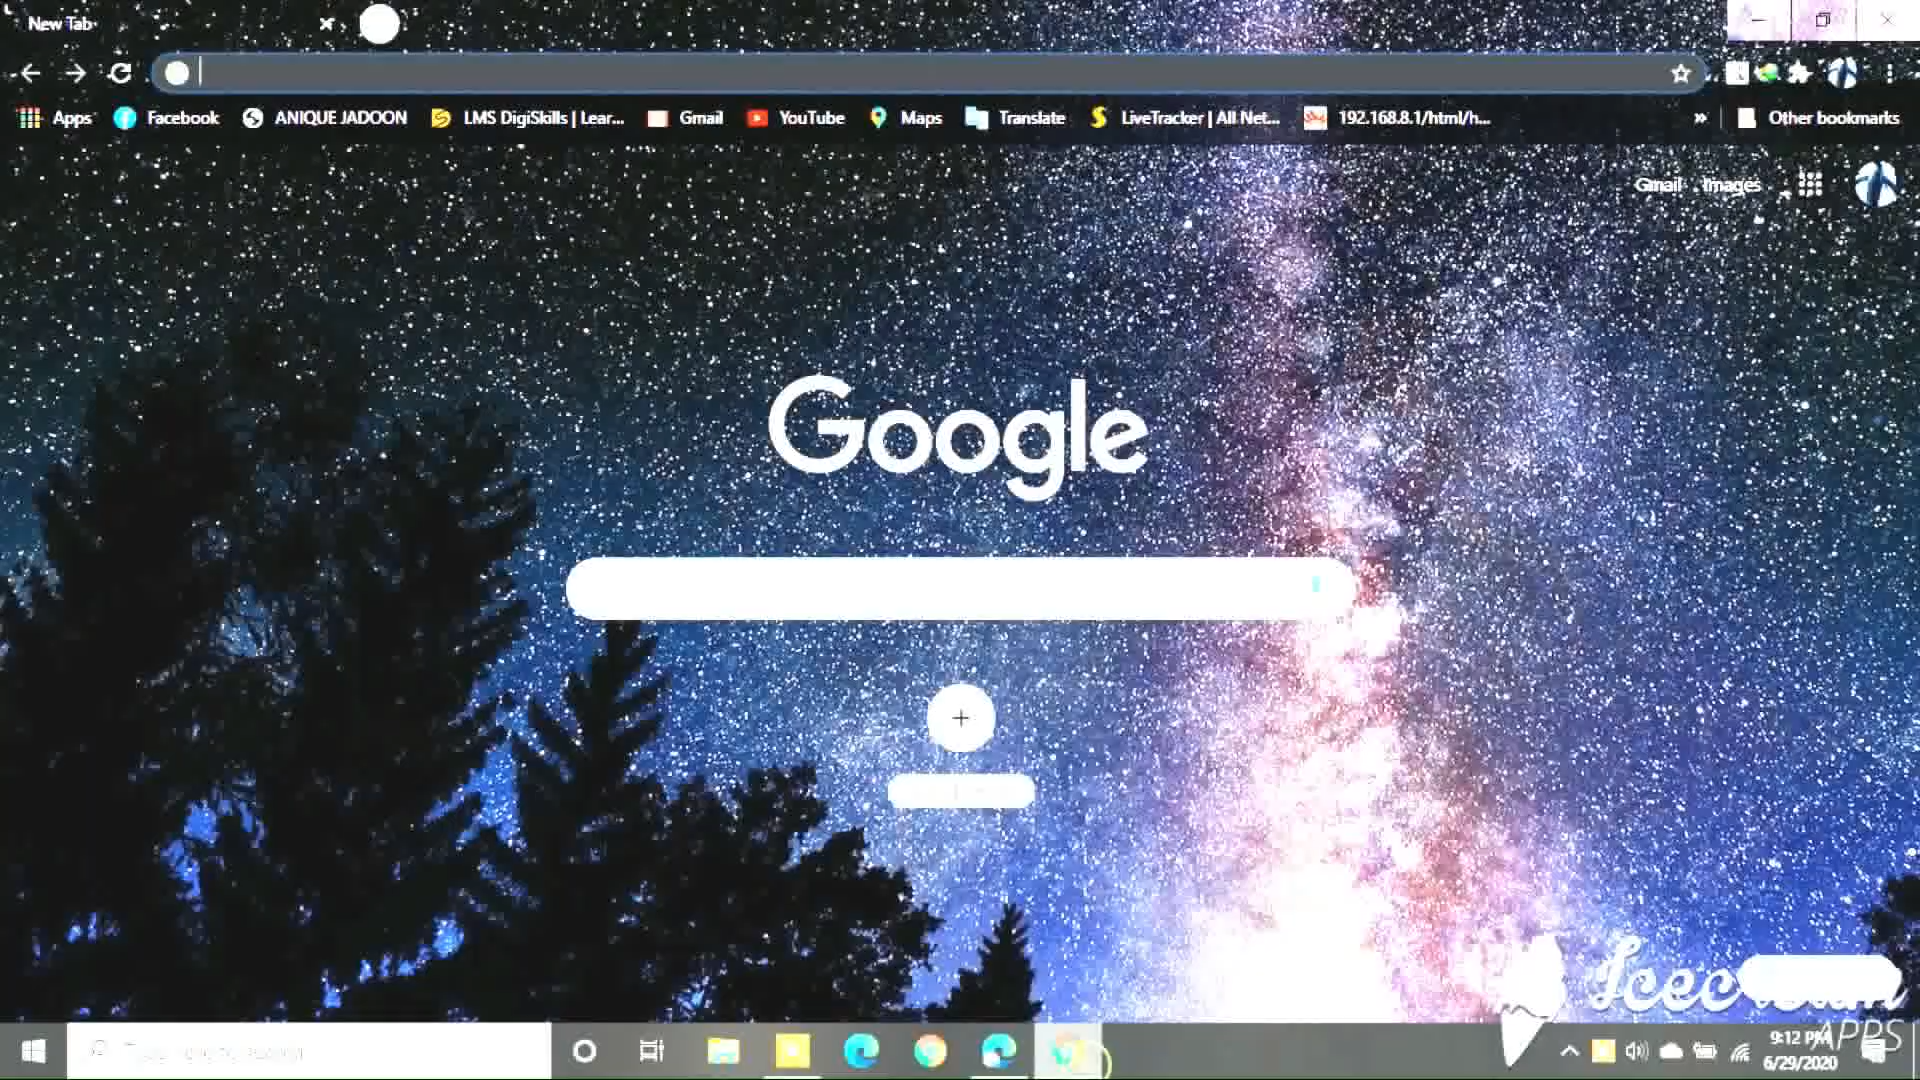 New Tab
Apps Facebook ANIQUE JADOON LMS DigiSkills | Lear... Gmail YouTube Maps Translate LiveTracker | All Net... 192.168.8.1/html/h... » Other bookmarks
Gmail Images
Google
APPS
9:12 PM
6/29/2020